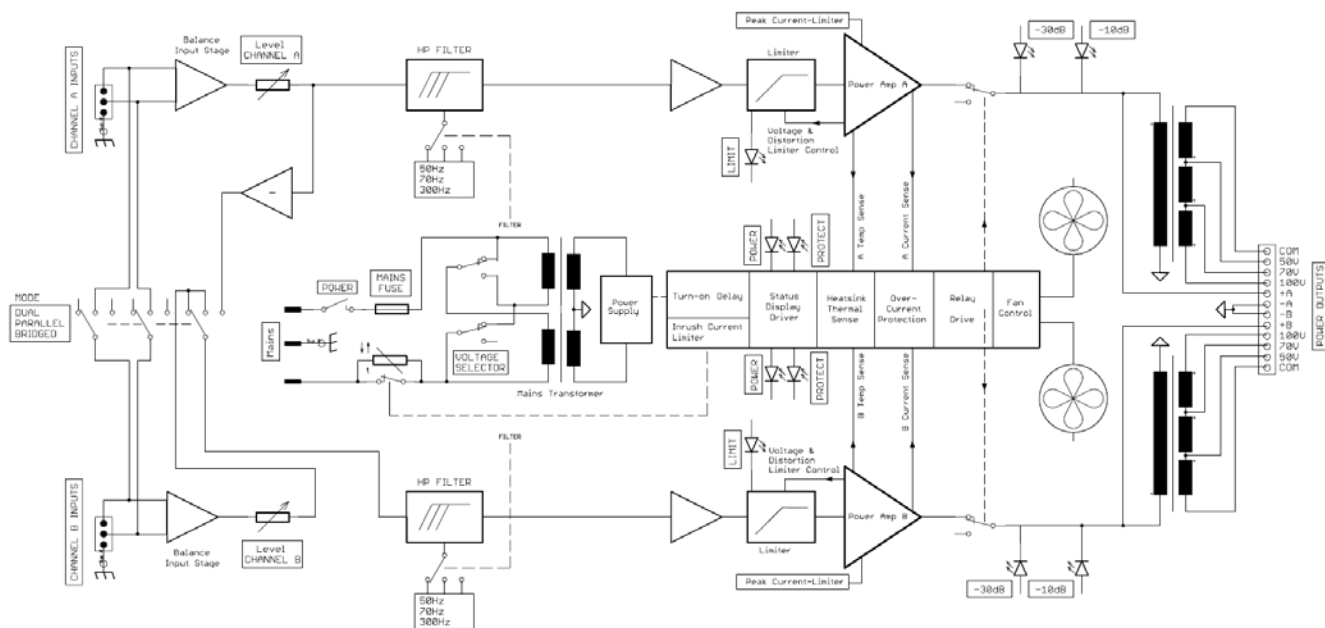 Peak Current-Limiter
-30dB
-10dB
Balance
Input Stage
Level
CHANNEL A
HP FILTER
Limiter
Power Amp A
CHANNEL A INPUTS
Voltage &
Distortion
Limiter Control
LIMIT
50Hz
70Hz
300Hz
FILTER
POWER
PROTECT
A Temp Sense
A Current Sense
MODE
DUAL
PARALLEL
BRIDGED
Mains
POWER
MAINS
FUSE
VOLTAGE
SELECTOR
Mains Transformer
Power
Supply
Turn-on Delay
Inrush Current
Limiter
Status
Display
Driver
Heatsink
Thermal
Sense
Over-
Current
Protection
Relay
Drive
Fan
Control
COM
50V
70V
100V
+A
-A
-B
+B
100V
70V
50V
COM
POWER OUTPUTS
POWER
PROTECT
B Temp Sense
B Current Sense
FILTER
LIMIT
Voltage &
Distortion
Limiter Control
HP FILTER
Power Amp B
Limiter
CHANNEL B INPUTS
Balance
Input Stage
Level
CHANNEL B
Peak Current-Limiter
-30dB
-10dB
50Hz
70Hz
300Hz